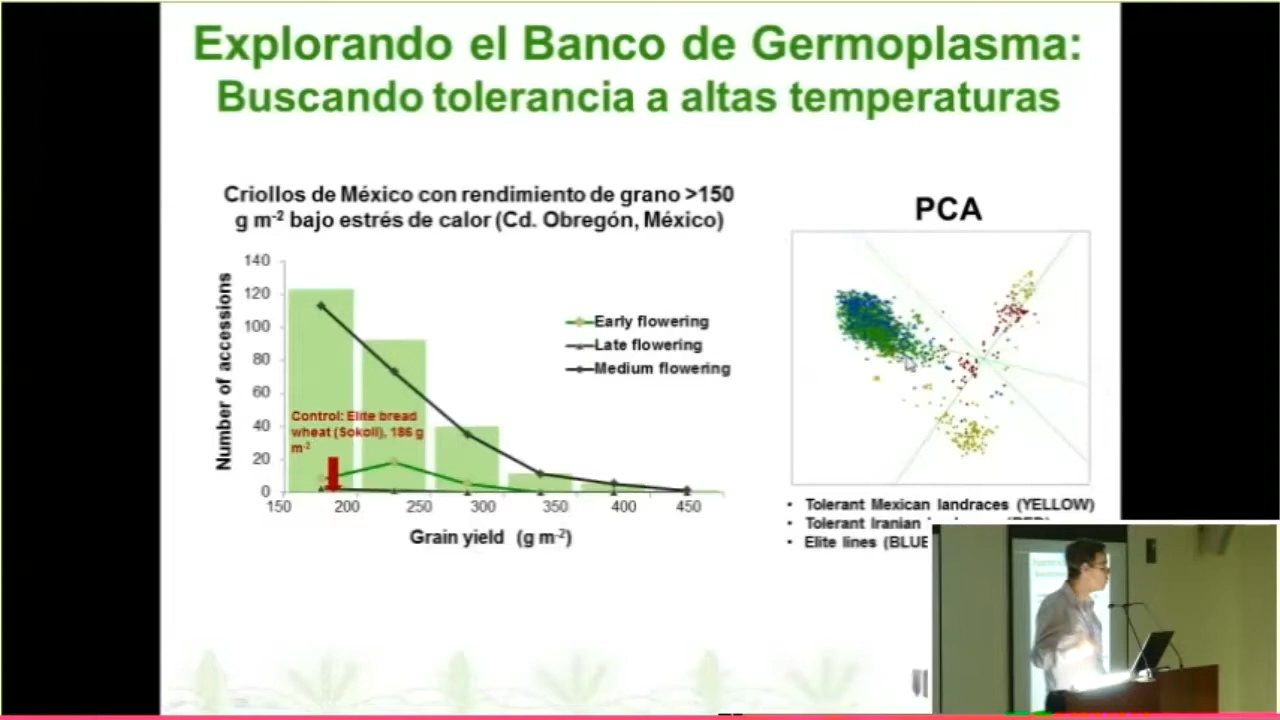 Explorando el Banco de Germoplasma:
Buscando tolerancia a altas temperaturas
Criollos de México con rendimiento de grano >150
g m-2 bajo estrés de calor (Cd. Obregón, México)
Number of accessions
140
120
100
80
60
40
20
0
Control: Elite bread
wheat (Sokoll), 186 g
m-2
Early flowering
Late flowering
Medium flowering
150 200 250 300 350 400 450
Grain yield (g m-2)
PCA
• Tolerant Mexican landraces (YELLOW)
• Tolerant Iranian
• Elite lines (BLUE